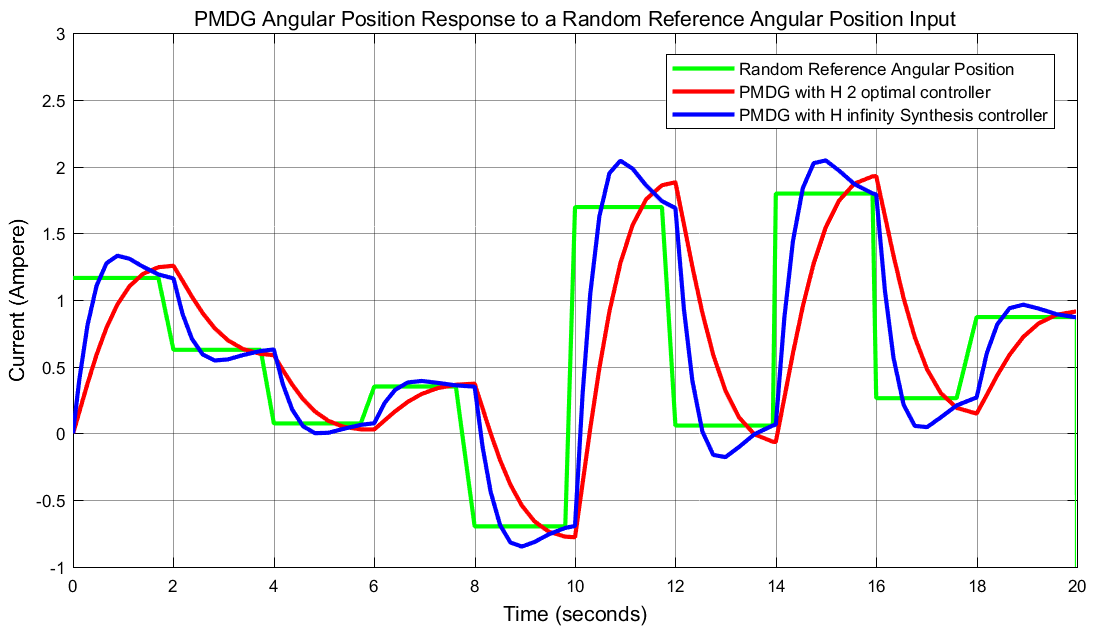 PMDG Angular Position Response to a Random Reference Angular Position Input
Random Reference Angular Position
PMDG with H 2 optimal controller
PMDG with H infinity Synthesis controller
Current (Ampere)
3
2.5
2
1.5
1
0.5
0
-0.5
-1
0 2 4 6 8 10 12 14 16 18 20
Time (seconds)